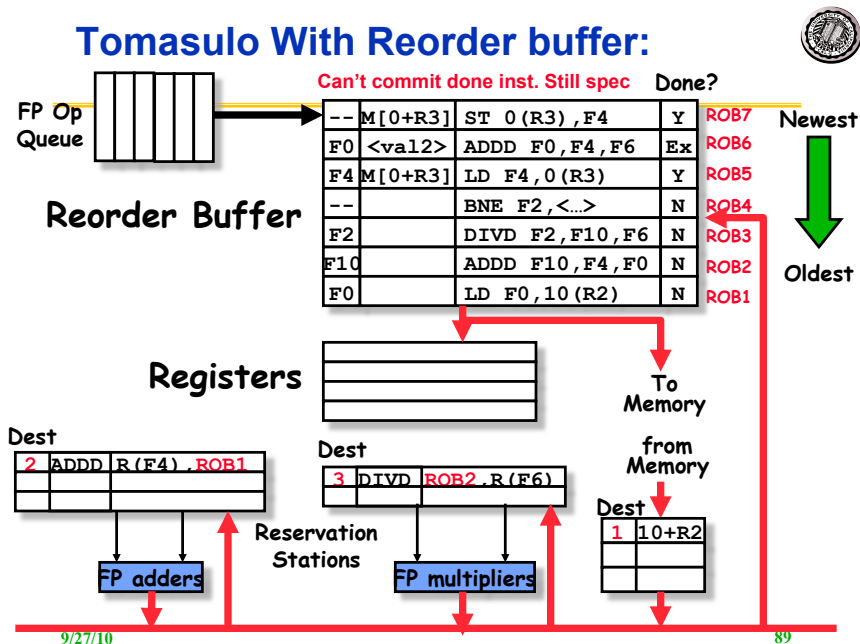 Tomasulo With Reorder buffer:
Can't commit done inst. Still spec
Done?
FP Op
Queue
-- M[0+R3] ST 0(R3),F4 Y ROB7
F0 <val2> ADDD F0,F4,F6 Ex ROB6
F4 M[0+R3] LD F4,0(R3) Y ROB5
-- BNE F2,<…> N ROB4
F2 DIVD F2,F10,F6 N ROB3
F10 ADDD F10,F4,F0 N ROB2
F0 LD F0,10(R2) N ROB1
Newest
Oldest
Reorder Buffer
Registers
To
Memory
from
Memory
Dest
2 ADDD R(F4),ROB1
Dest
3 DIVD ROB2,R(F6)
Dest
1 10+R2
Reservation
Stations
FP adders
FP multipliers
9/27/10
89